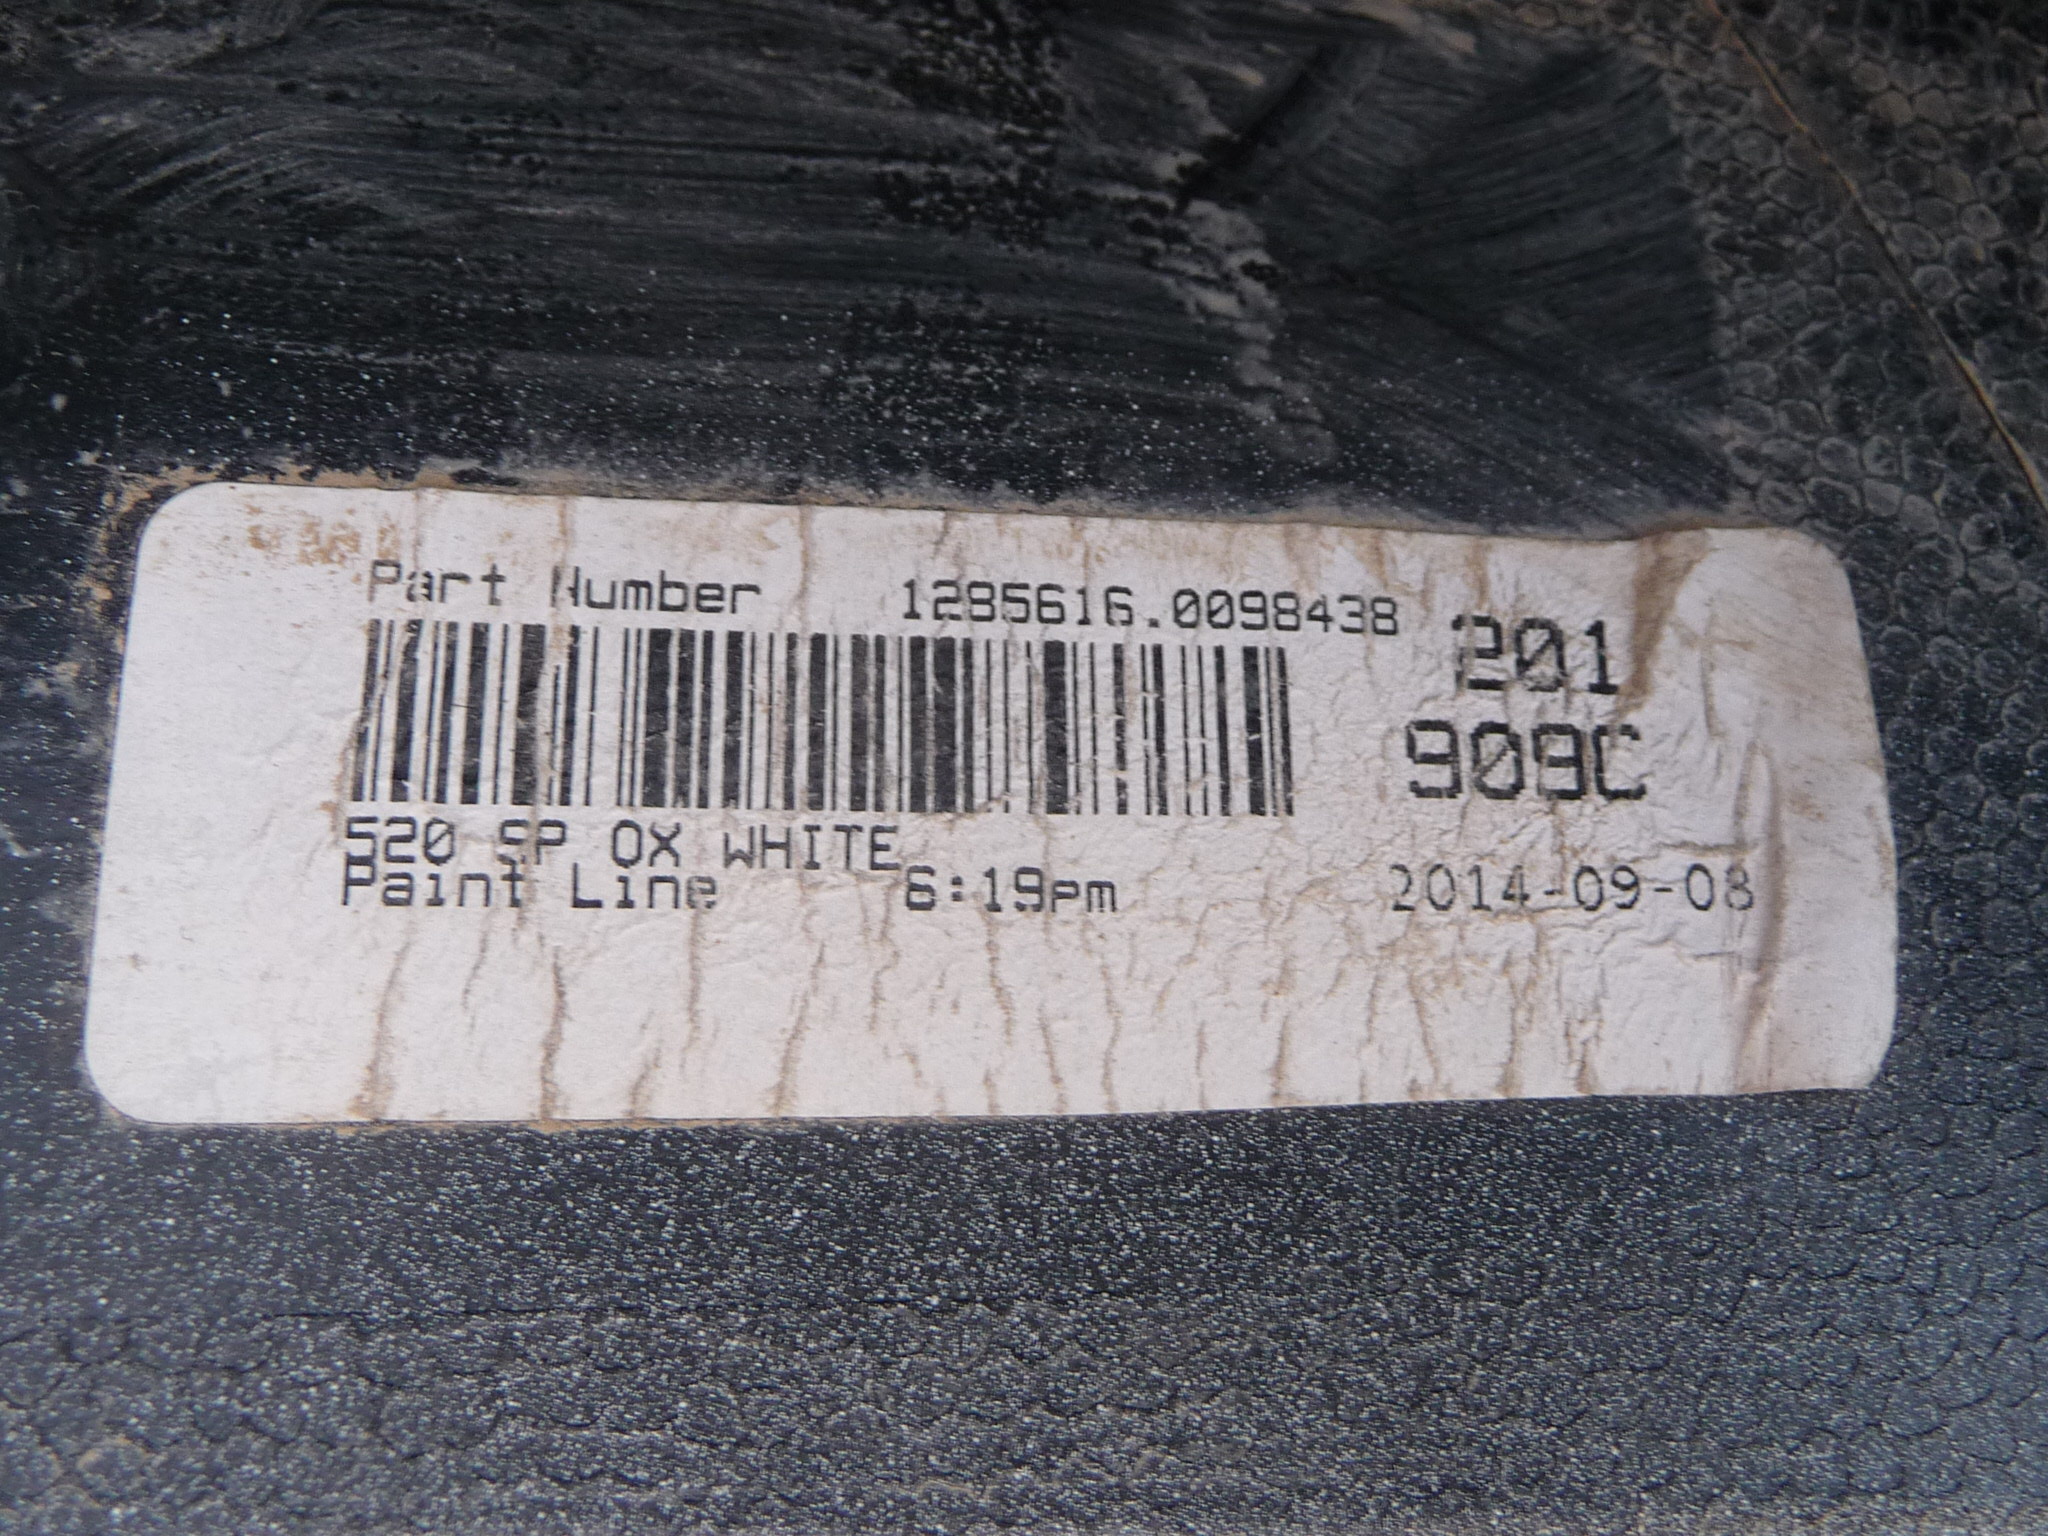 Part Number 1285616.0098438
201
909C
520 SP OX WHITE
Paint Line 6:19pm 2014-09-08